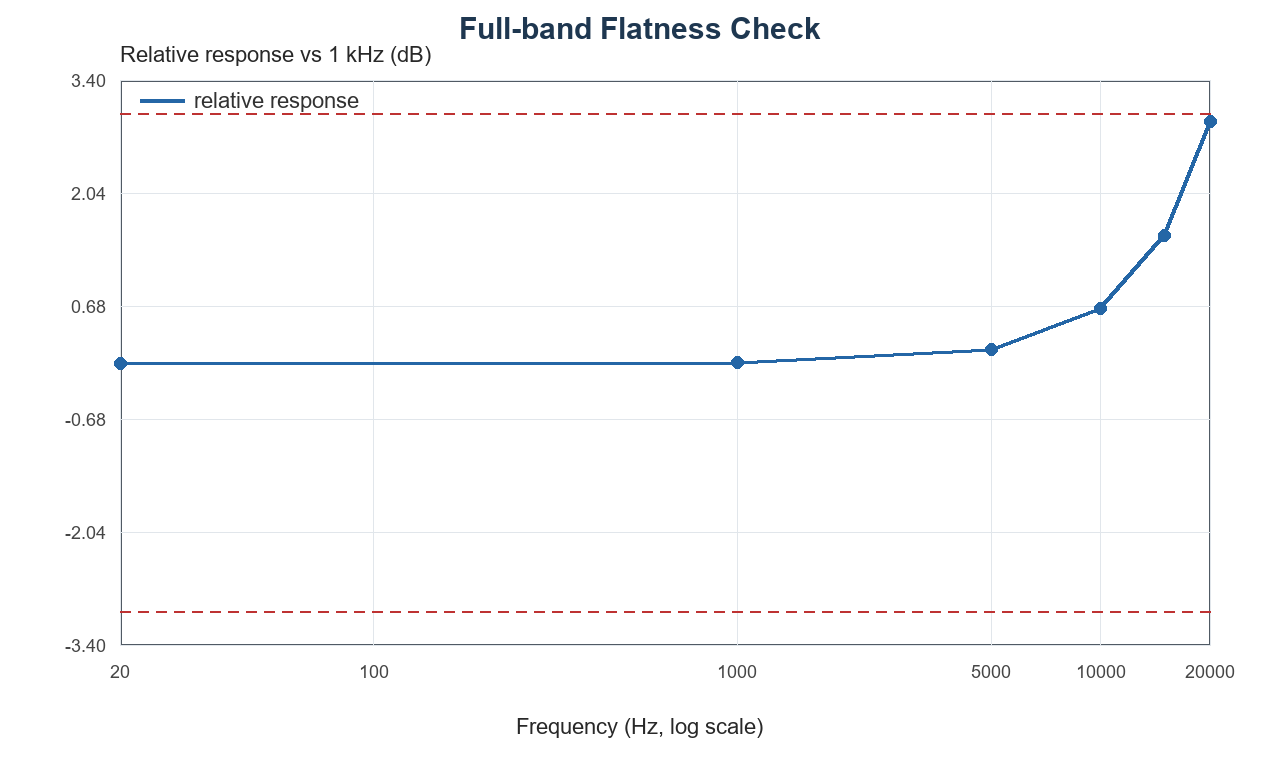 Full-band Flatness Check
Relative response vs 1 kHz (dB)
3.40
relative response
2.04
0.68
-0.68
-2.04
-3.40
20 100 1000 5000 10000 20000
Frequency (Hz, log scale)